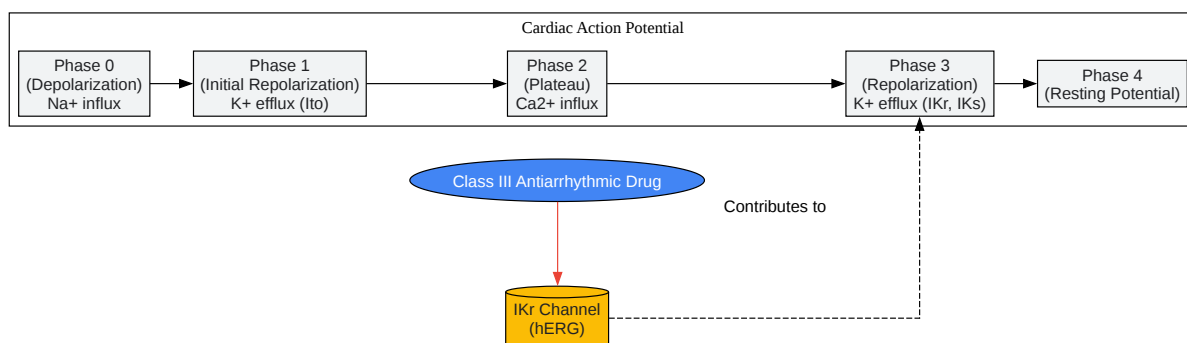 Cardiac Action Potential
Phase 0
(Depolarization)
Na+ influx
Phase 1
(Initial Repolarization)
K+ efflux (Ito)
Phase 2
(Plateau)
Ca2+ influx
Phase 3
(Repolarization)
K+ efflux (IKr, IKs)
Phase 4
(Resting Potential)
Class III Antiarrhythmic Drug
Contributes to
IKr Channel
(hERG)